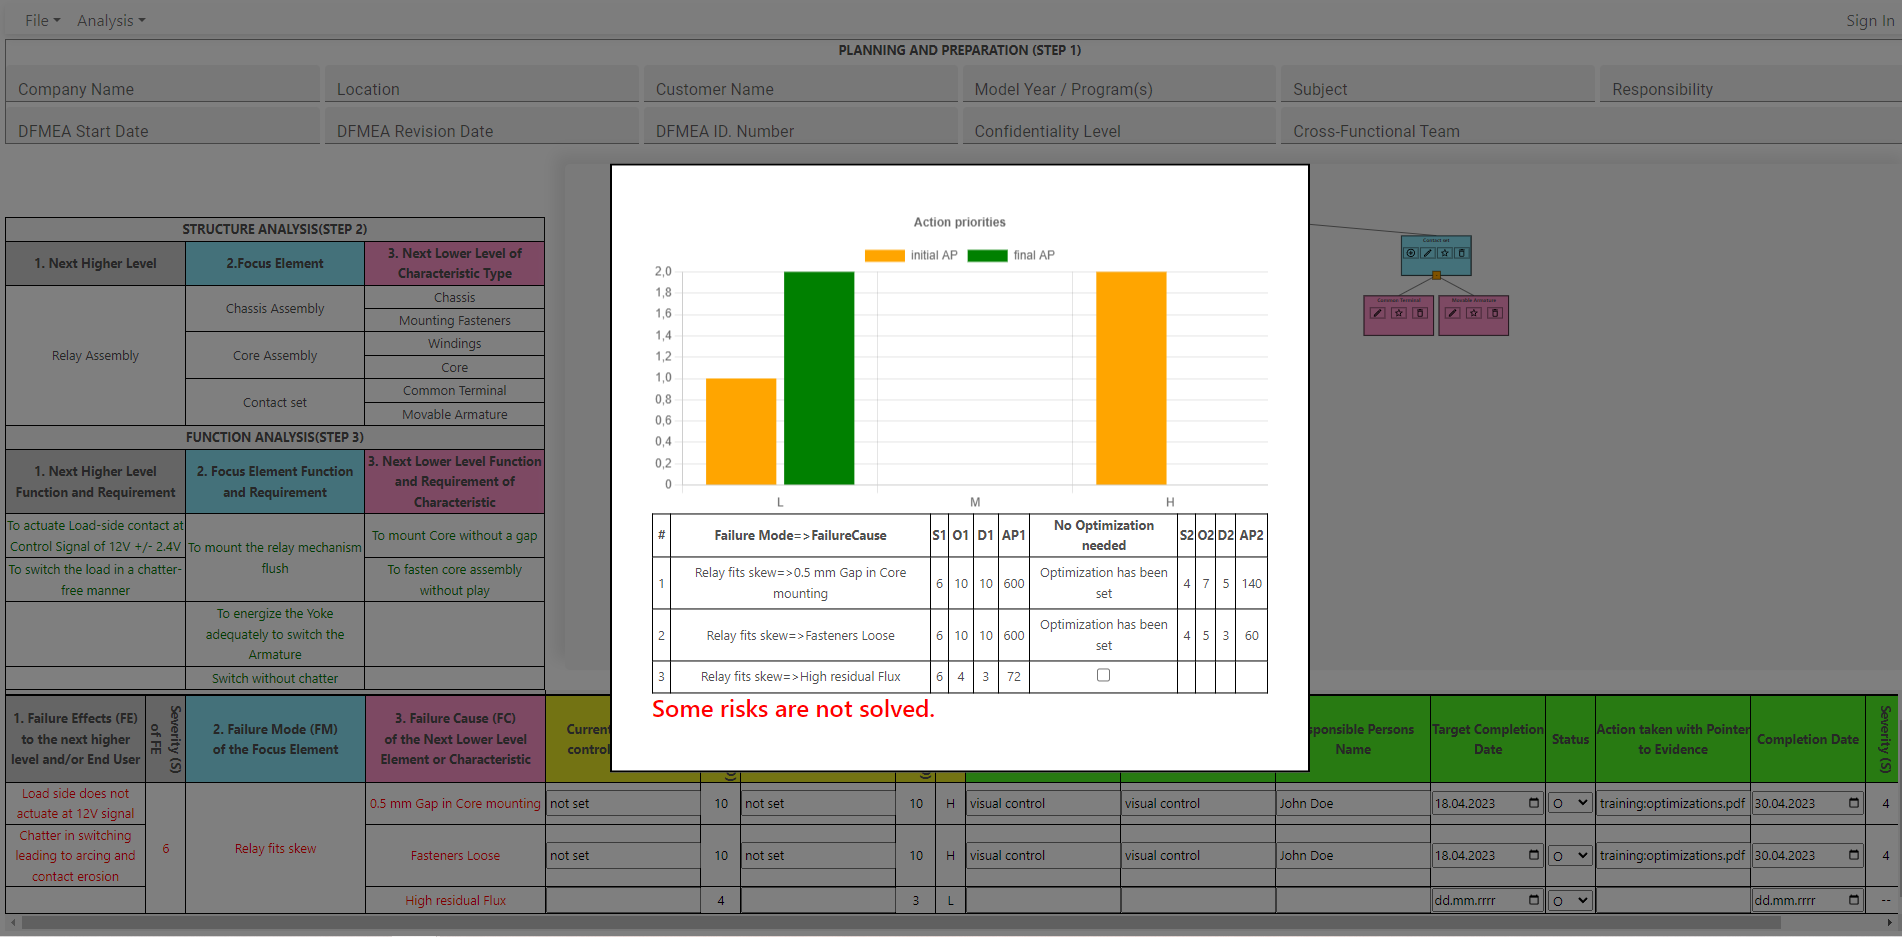 File
Analysis
Sign In
PLANNING AND PREPARATION (STEP 1)
Company Name
Location
Customer Name
Model Year / Program(s)
Subject
Responsibility
DFMEA Start Date
DFMEA Revision Date
DFMEA ID. Number
Confidentiality Level
Cross-Functional Team
STRUCTURE ANALYSIS(STEP 2)
1. Next Higher Level
2.Focus Element
3. Next Lower Level of
Characteristic Type
Relay Assembly
Chassis Assembly
Chassis
Mounting Fasteners
Core Assembly
Windings
Core
Contact set
Common Terminal
Movable Armature
FUNCTION ANALYSIS(STEP 3)
1. Next Higher Level
Function and Requirement
2. Focus Element Function
and Requirement
3. Next Lower Level Function
and Requirement of
Characteristic
To actuate Load-side contact at
Control Signal of 12V +/- 2.4V
To mount the relay mechanism
flush
To mount Core without a gap
To switch the load in a chatter-
free manner
To fasten core assembly
without play
To energize the Yoke
adequately to switch the
Armature
Switch without chatter
Contact set
Common Terminal
Movable Armature
Action priorities
initial AP
final AP
2,0
1,8
1,6
1,4
1,2
1,0
0,8
0,6
0,4
0,2
0
L
M
H
# Failure Mode=>FailureCause S1 O1 D1 AP1 No Optimization
needed S2 O2 D2 AP2
1 Relay fits skew=>0.5 mm Gap in Core
mounting 6 10 10 600 Optimization has been
set 4 7 5 140
2 Relay fits skew=>Fasteners Loose 6 10 10 600 Optimization has been
set 4 5 3 60
3 Relay fits skew=>High residual Flux 6 4 3 72
Some risks are not solved.
1. Failure Effects (FE)
to the next higher
level and/or End User
Severity (S)
of FE
2. Failure Mode (FM)
of the Focus Element
3. Failure Cause (FC)
of the Next Lower Level
Element or Characteristic
Current
control
Persons
Name
Target Completion
Date
Status
Action taken with Pointer
to Evidence
Completion Date
Severity (S)
Load side does not
actuate at 12V signal
Chatter in switching
leading to arcing and
contact erosion
6
Relay fits skew
0.5 mm Gap in Core mounting
not set
10
not set
10
H
visual control
visual control
John Doe
18.04.2023
O
training:optimizations.pdf
30.04.2023
4
Fasteners Loose
not set
10
not set
10
H
visual control
visual control
John Doe
18.04.2023
O
training:optimizations.pdf
30.04.2023
4
High residual Flux
4
3
L
dd.mm.rrrr
O
dd.mm.rrrr
--